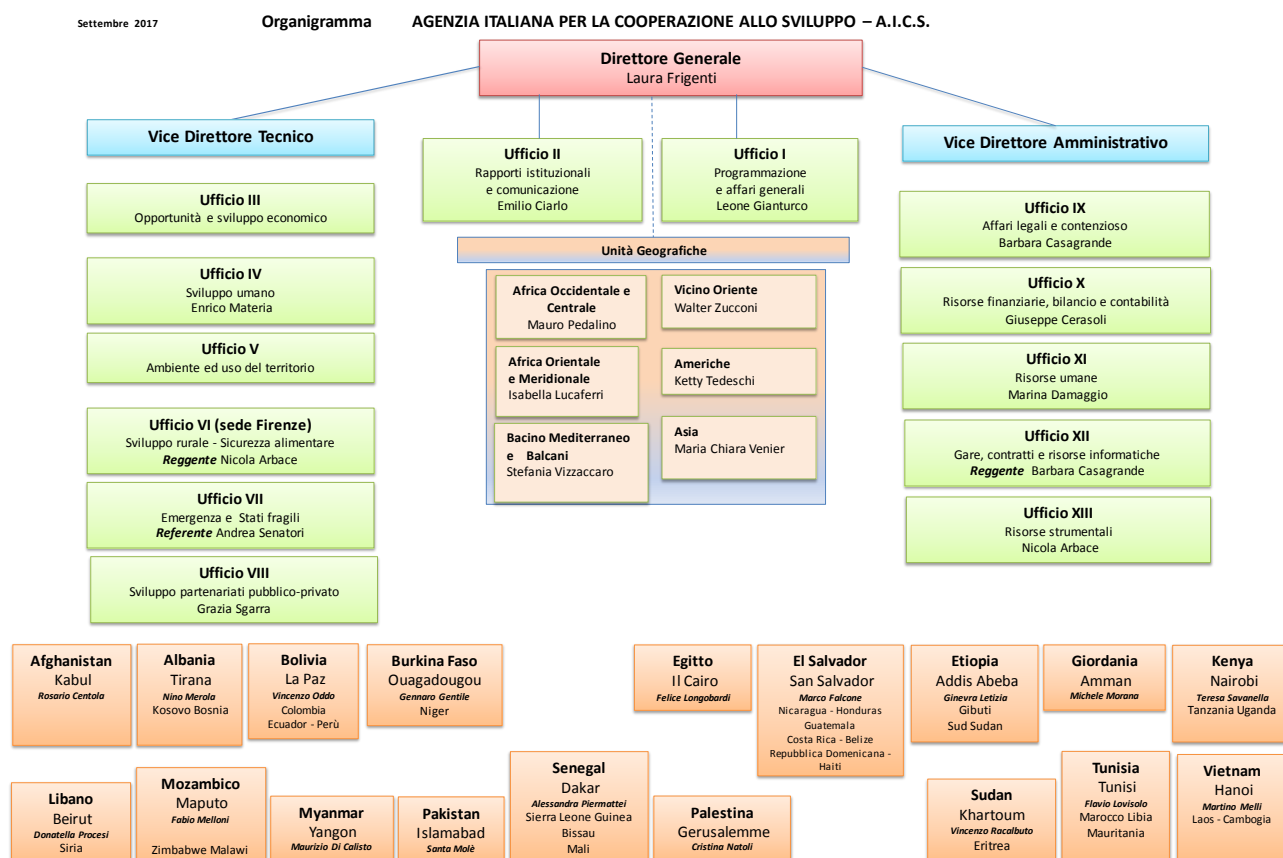 Settembre 2017 Organigramma AGENZIA ITALIANA PER LA COOPERAZIONE ALLO SVILUPPO – A.I.C.S.
Direttore Generale
Laura Frigenti
Vice Direttore Tecnico
Ufficio III
Opportunità e sviluppo economico
Ufficio IV
Sviluppo umano
Enrico Materia
Ufficio V
Ambiente ed uso del territorio
Ufficio VI (sede Firenze)
Sviluppo rurale - Sicurezza alimentare
Reggente Nicola Arbace
Ufficio VII
Emergenza e Stati fragili
Referente Andrea Senatori
Ufficio VIII
Sviluppo partenariati pubblico-privato
Grazia Sgarra
Ufficio II
Rapporti istituzionali
e comunicazione
Emilio Ciarlo
Ufficio I
Programmazione
e affari generali
Leone Gianturco
Unità Geografiche
Africa Occidentale e
Centrale
Mauro Pedalino
Vicino Oriente
Walter Zucconi
Africa Orientale
e Meridionale
Isabella Lucaferri
Americhe
Ketty Tedeschi
Bacino Mediterraneo
e Balcani
Stefania Vizzaccaro
Asia
Maria Chiara Venier
Vice Direttore Amministrativo
Ufficio IX
Affari legali e contenzioso
Barbara Casagrande
Ufficio X
Risorse finanziarie, bilancio e contabilità
Giuseppe Cerasoli
Ufficio XI
Risorse umane
Marina Damaggio
Ufficio XII
Gare, contratti e risorse informatiche
Reggente Barbara Casagrande
Ufficio XIII
Risorse strumentali
Nicola Arbace
Afghanistan
Kabul
Rosario Centola
Albania
Tirana
Nino Merola
Kosovo Bosnia
Bolivia
La Paz
Vincenzo Oddo
Colombia
Ecuador - Perù
Burkina Faso
Ouagadougou
Gennaro Gentile
Niger
Egitto
Il Cairo
Felice Longobardi
El Salvador
San Salvador
Marco Falcone
Nicaragua - Honduras
Guatemala
Costa Rica - Belize
Repubblica Domenicana -
Haiti
Etiopia
Addis Abeba
Ginevra Letizia
Gibuti
Sud Sudan
Giordania
Amman
Michele Morana
Kenya
Nairobi
Teresa Savanella
Tanzania Uganda
Libano
Beirut
Donatella Procesi
Siria
Mozambico
Maputo
Fabio Melloni
Zimbabwe Malawi
Myanmar
Yangon
Maurizio Di Calisto
Pakistan
Islamabad
Santa Molè
Senegal
Dakar
Alessandra Piermattei
Sierra Leone Guinea
Bissau
Mali
Palestina
Gerusalemme
Cristina Natoli
Sudan
Khartoum
Vincenzo Racalbuto
Eritrea
Tunisia
Tunisi
Flavio Lovisolo
Marocco Libia
Mauritania
Vietnam
Hanoi
Martino Melli
Laos - Cambogia